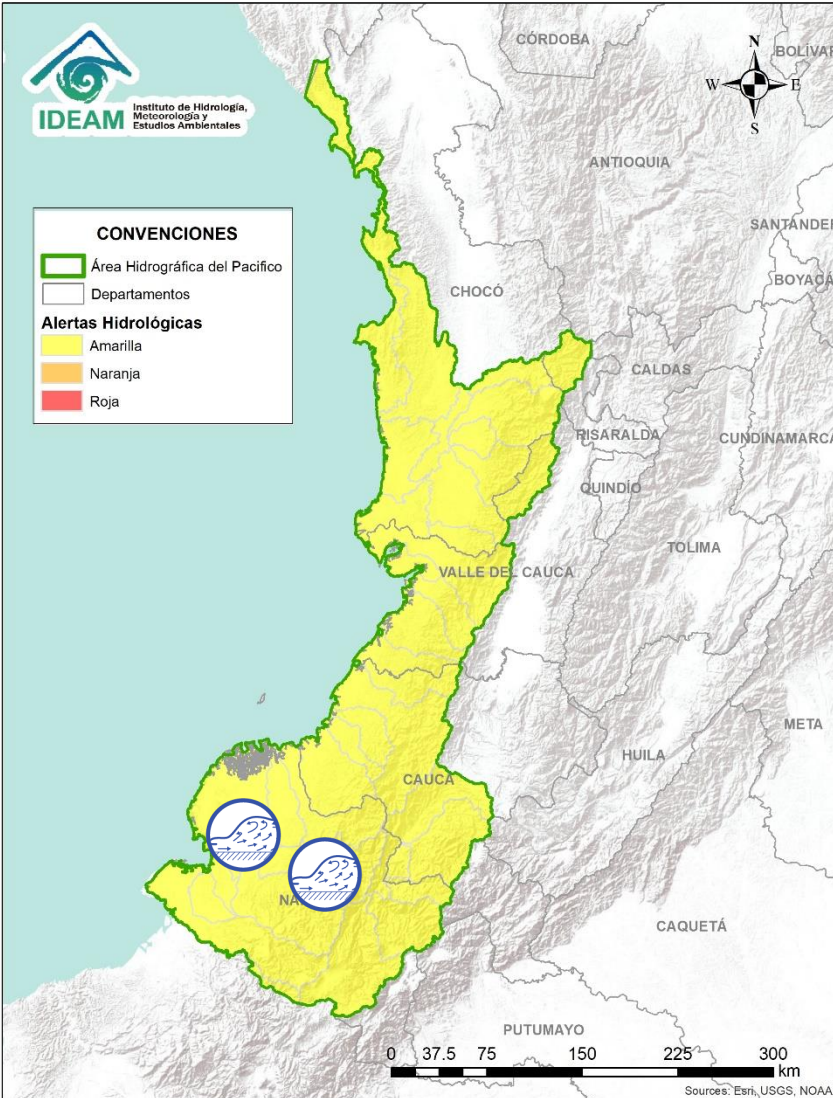 IDEAM
Instituto de Hidrología,
Meteorología y
Estudios Ambientales
N
W
E
S
CONVENCIONES
Área Hidrográfica del Pacifico
Departamentos
Alertas Hidrológicas
Amarilla
Naranja
Roja
CÓRDOBA
BOLÍVAR
ANTIOQUIA
SANTANDER
BOYACÁ
CHOCÓ
CALDAS
RISARALDA
CUNDINAMARCA
QUINDÍO
TOLIMA
VALLE DEL CAUCA
META
HUILA
CAUCA
NA
CAQUETÁ
PUTUMAYO
0 37.5 75 150 225 300
km
Sources: Esri, USGS, NOAA